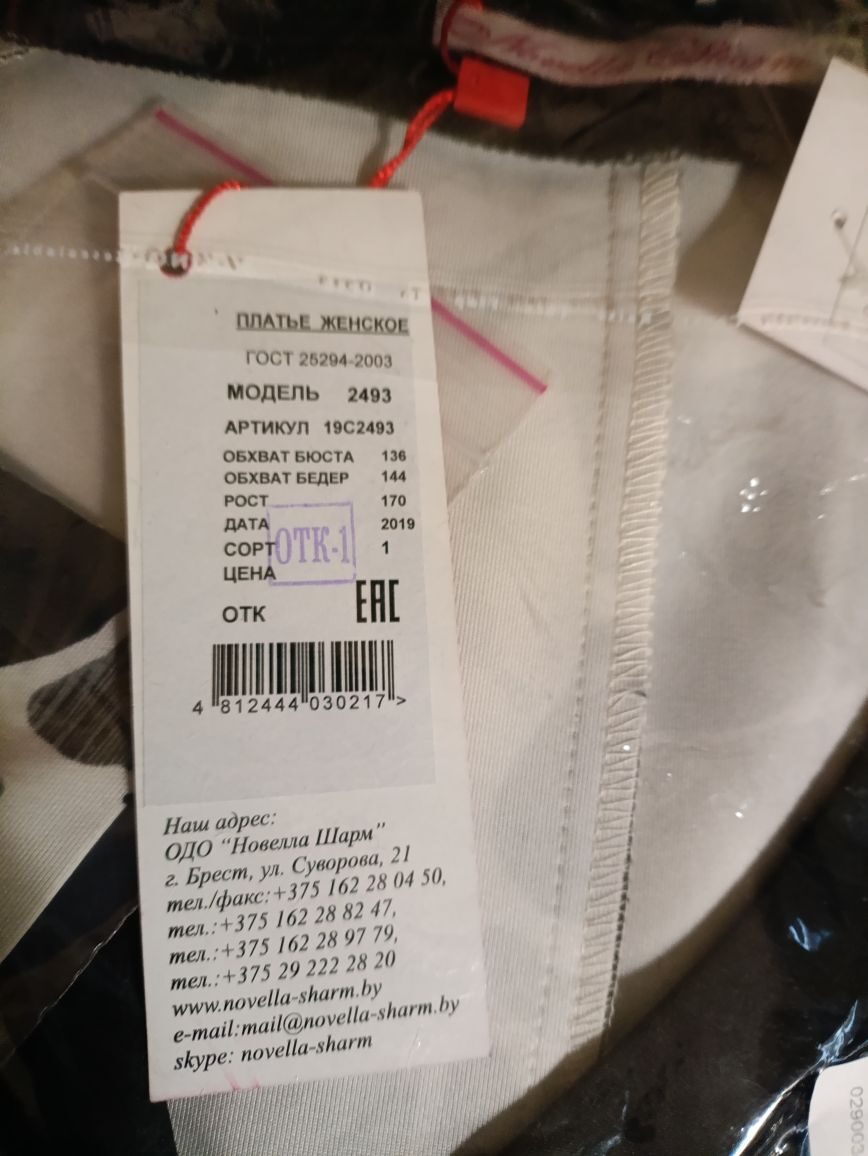 Novella Sharm
ПЛАТЬЕ ЖЕНСКОЕ
ГОСТ 25294-2003
МОДЕЛЬ 2493
АРТИКУЛ 19С2493
ОБХВАТ БЮСТА 136
ОБХВАТ БЕДЕР 144
РОСТ 170
ДАТА 2019
СОРТ 1
ОТК-1
ЦЕНА
ОТК EAC
4 812444 030217 >
Наш адрес:
ОДО "Новелла Шарм"
г. Брест, ул. Суворова, 21
тел./факс:+375 162 28 04 50,
тел.:+375 162 28 82 47,
тел.:+375 162 28 97 79,
тел.:+375 29 222 28 20
www.novella-sharm.by
e-mail:mail@novella-sharm.by
skype: novella-sharm